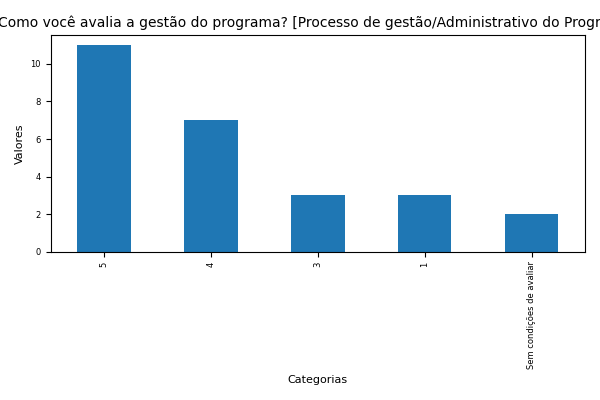 Como você avalia a gestão do programa? [Processo de gestão/Administrativo do Progr
Valores
10
8
6
4
2
0
5
4
3
1
Sem condições de avaliar
Categorias